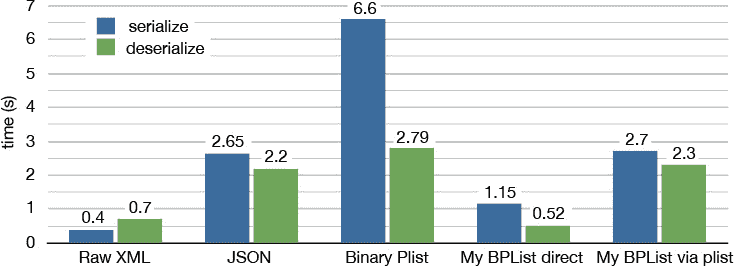 7
6
5
4
3
2
1
0
time (s)
serialize
deserialize
0.4
0.7
2.65
2.2
6.6
2.79
1.15
0.52
2.7
2.3
Raw XML
JSON
Binary Plist
My BPList direct
My BPList via plist